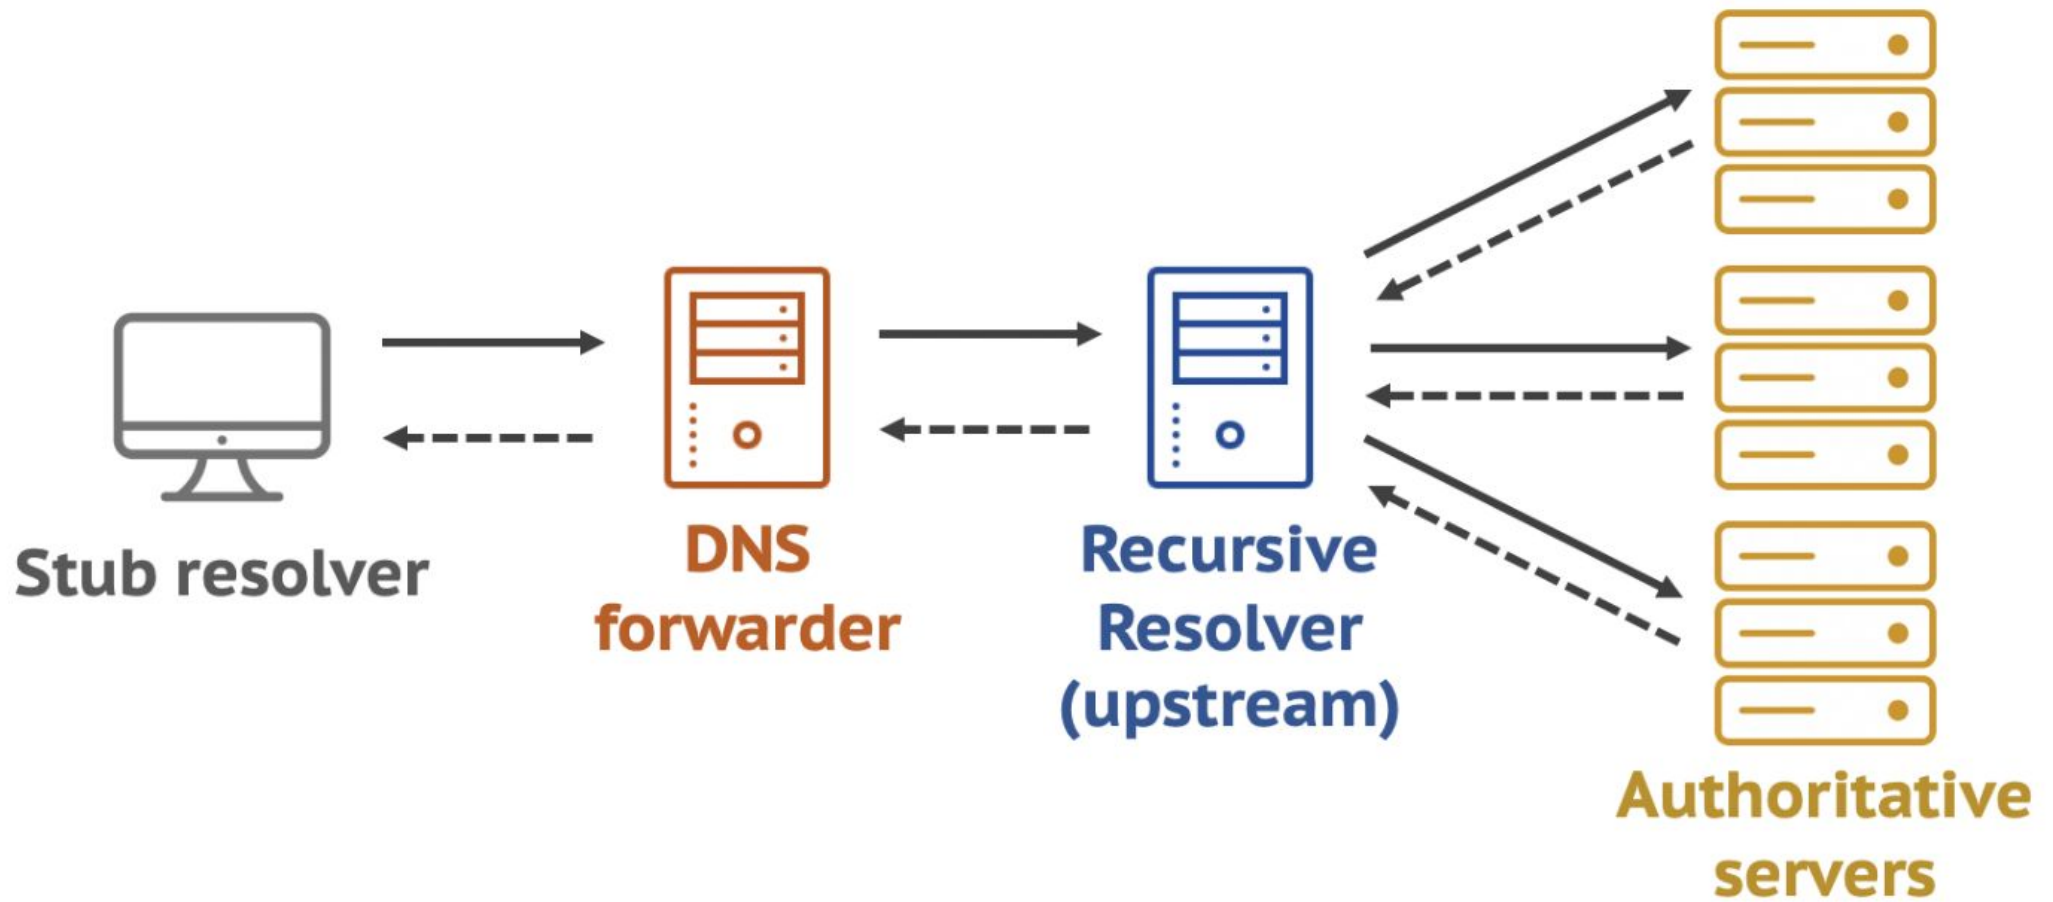 Stub resolver
DNS
forwarder
Recursive
Resolver
(upstream)
Authoritative
servers